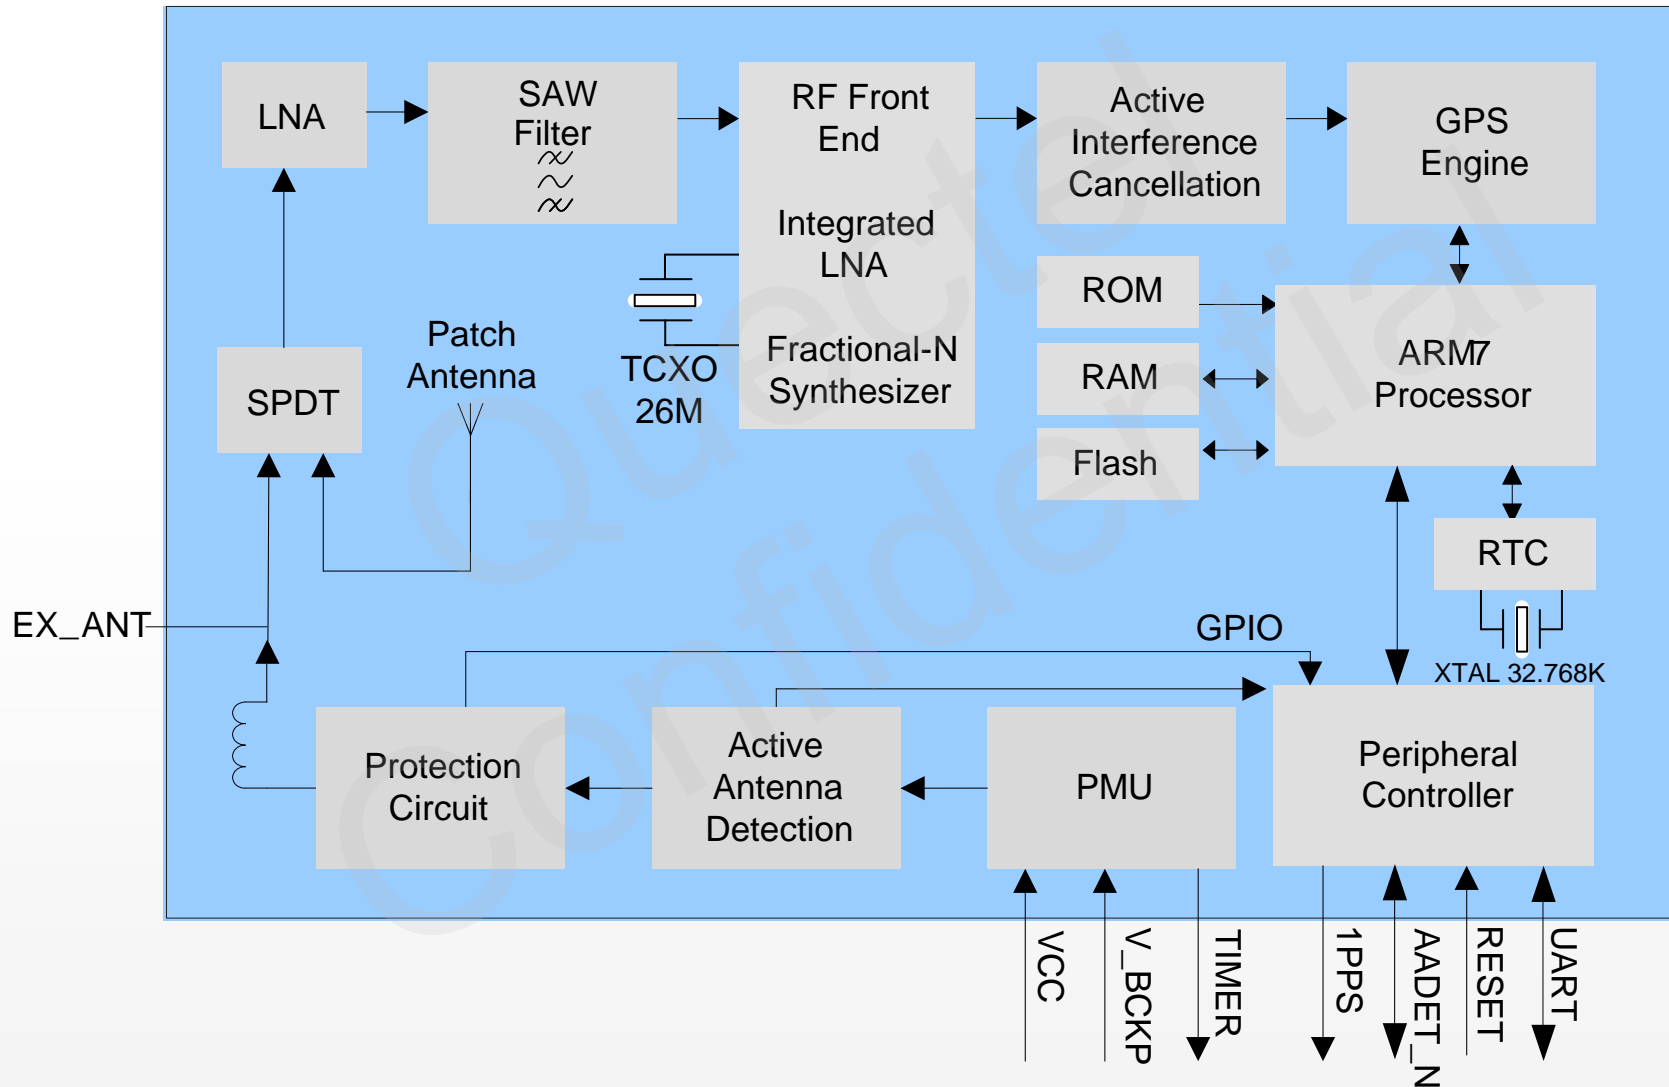 LNA
SAW
Filter
RF Front
End
Integrated
LNA
Fractional-N
Synthesizer
Active
Interference
Cancellation
GPS
Engine
TCXO
26M
ROM
RAM
Flash
ARM7
Processor
Patch
Antenna
SPDT
RTC
XTAL 32.768K
EX_ANT
GPIO
Protection
Circuit
Active
Antenna
Detection
PMU
Peripheral
Controller
VCC
V_BCKP
TIMER
1PPS
AADET_N
RESET
UART
Quectel
Confidential